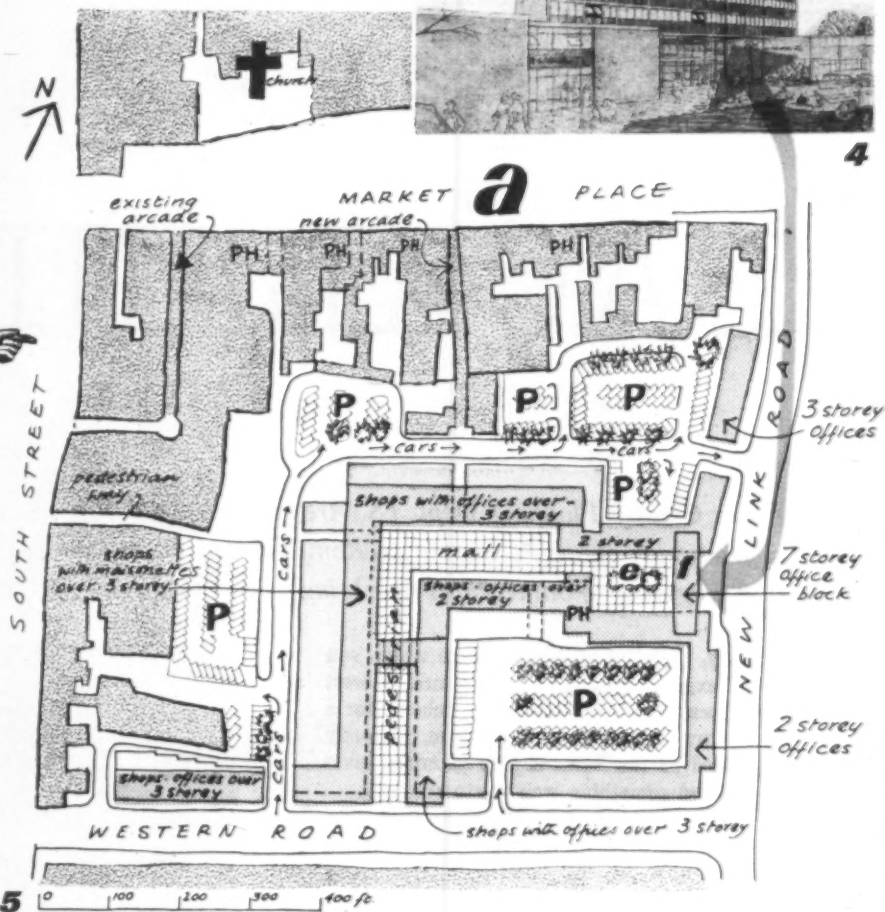 N
church
4
MARKET a PLACE
existing
arcade
new arcade
PH
PH
PH
PH
P
P
P
3 storey
offices
cars
cars
P
SOUTH STREET
pedestrian
way
shops with offices over -
3 storey
NEW LINK ROAD
mall
2 storey
shops
with maisonettes
over 3 storey
e
f
7 storey
office
block
shops - offices over
2 storey
PH
P
cars
pedestrian
P
cars
2 storey
offices
shops - offices over
3 storey
shops with offices over 3 storey
WESTERN ROAD
5
0 100 200 300 400 ft.